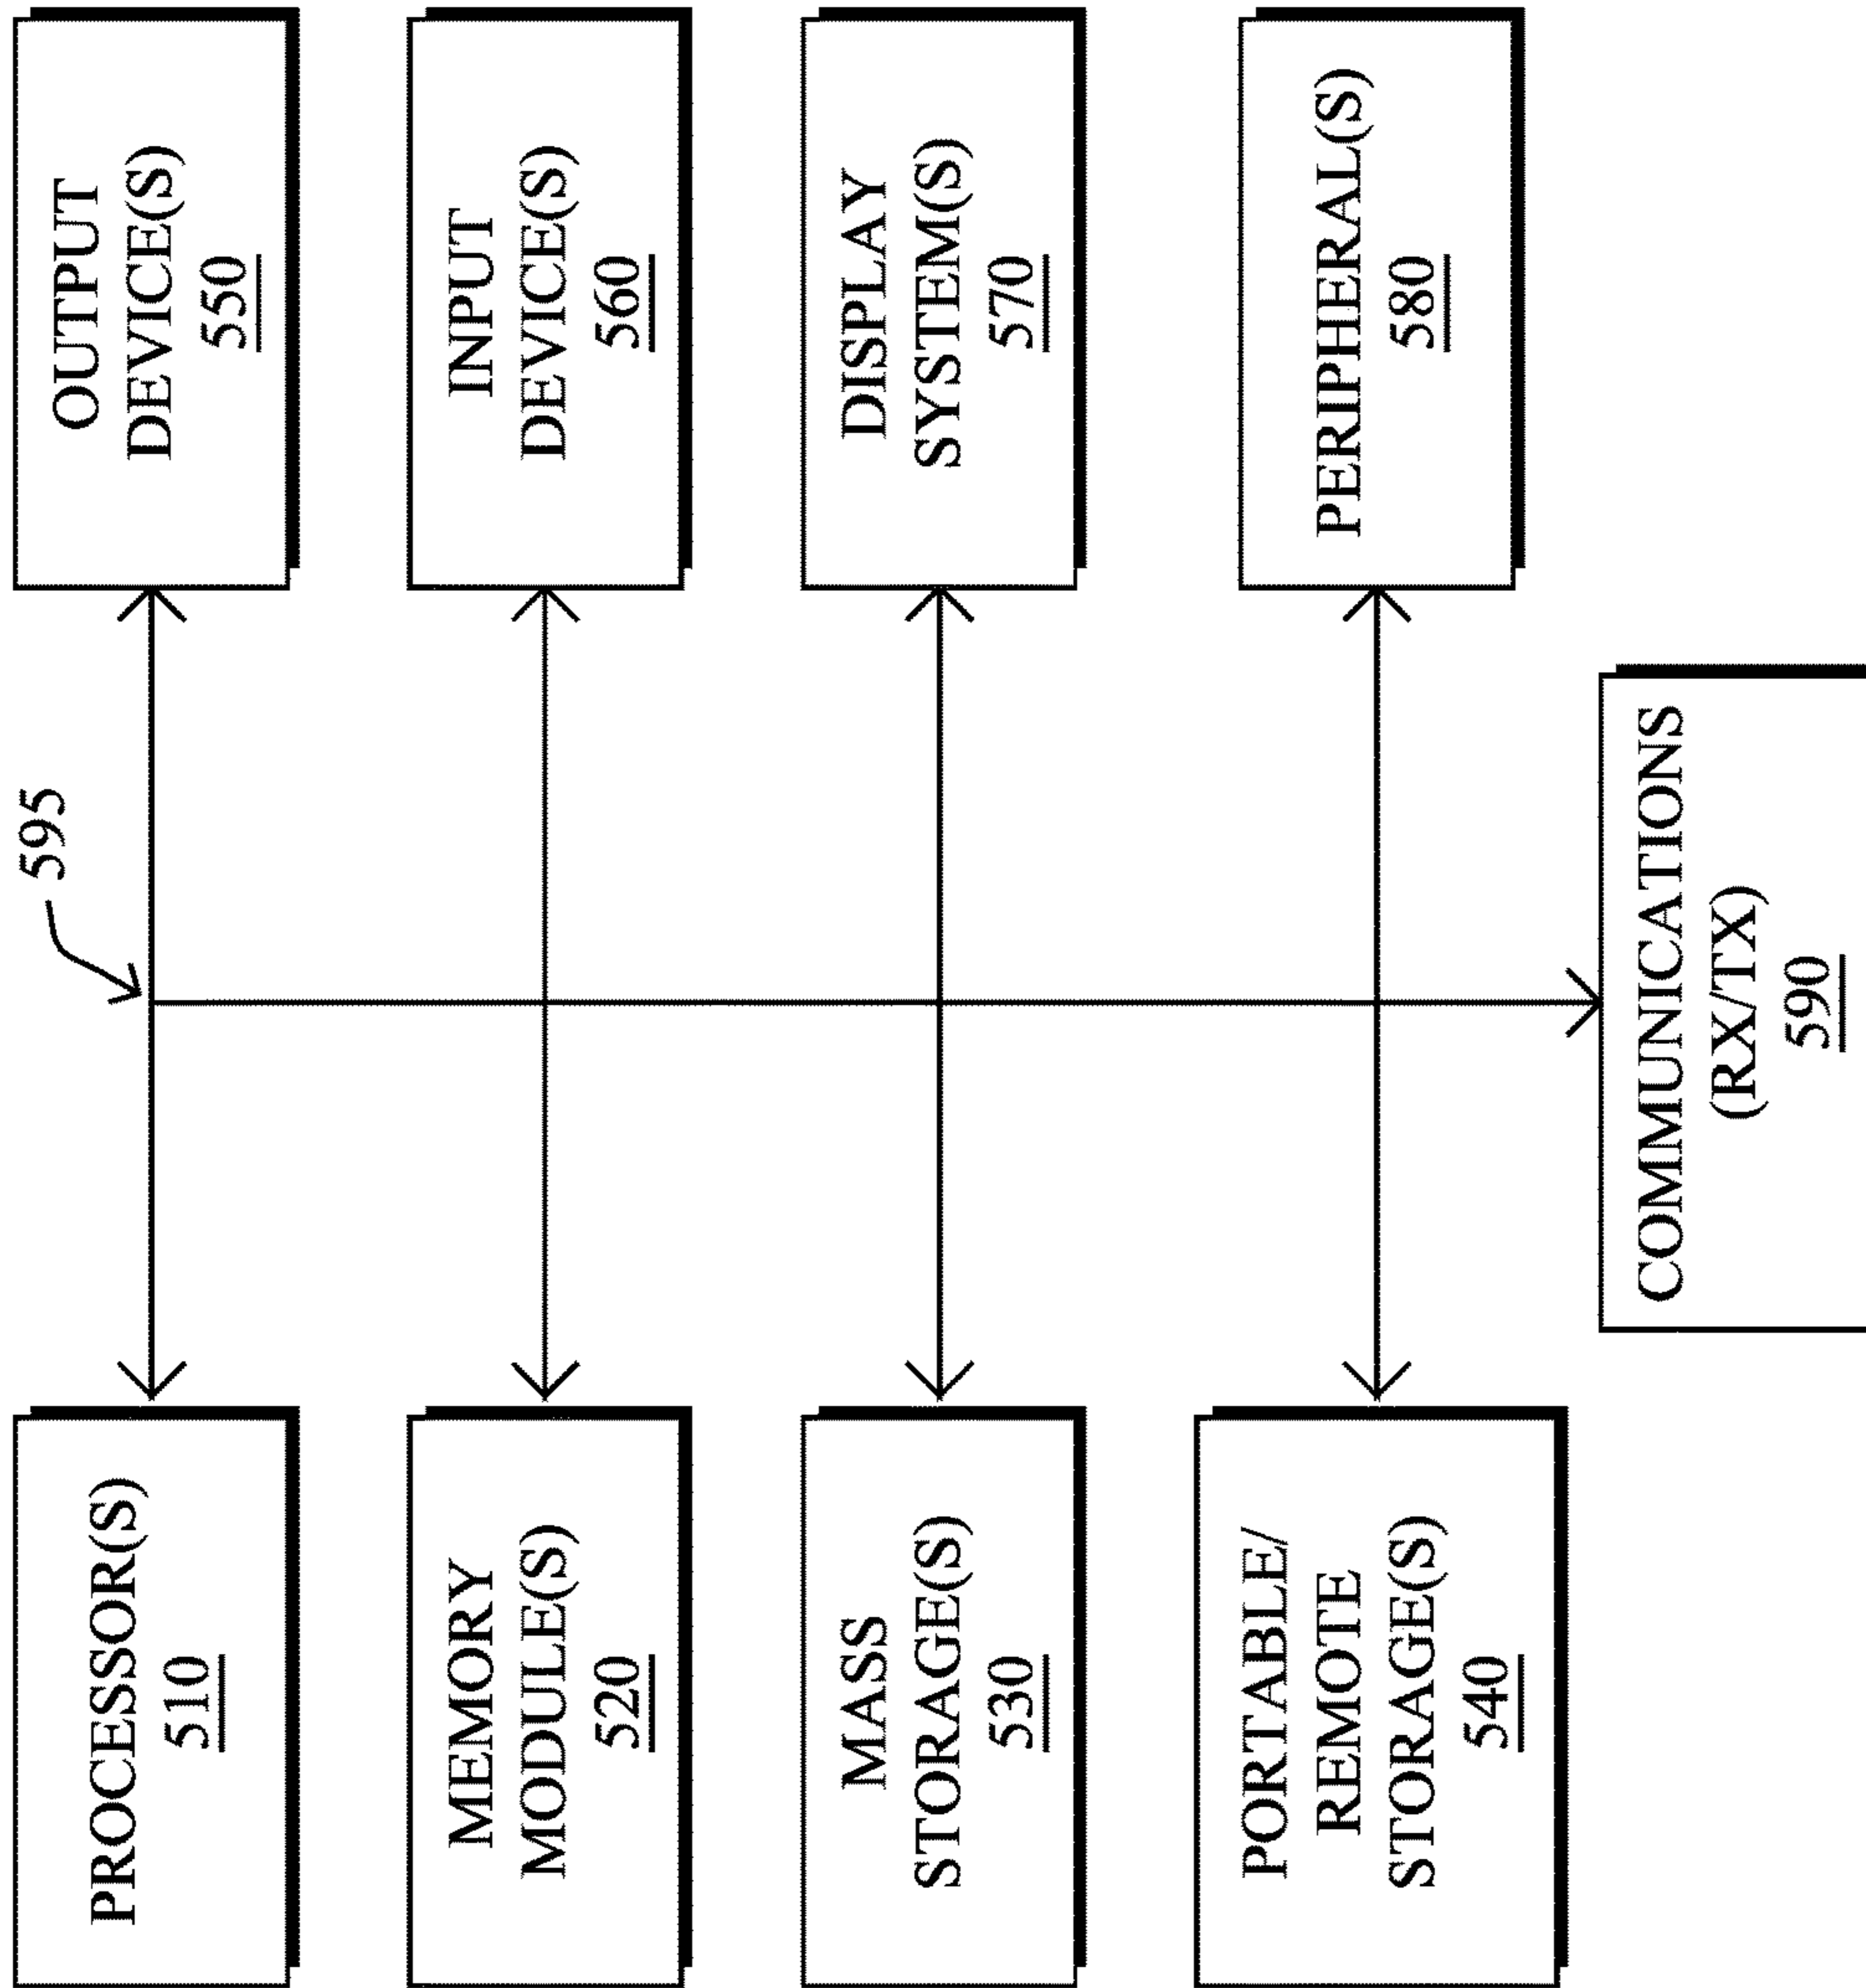 595
PROCESSOR(S)
510
OUTPUT
DEVICE(S)
550
MEMORY
MODULE(S)
520
INPUT
DEVICE(S)
560
MASS
STORAGE(S)
530
DISPLAY
SYSTEM(S)
570
PORTABLE/
REMOTE
STORAGE(S)
540
PERIPHERAL(S)
580
COMMUNICATIONS
(RX/TX)
590